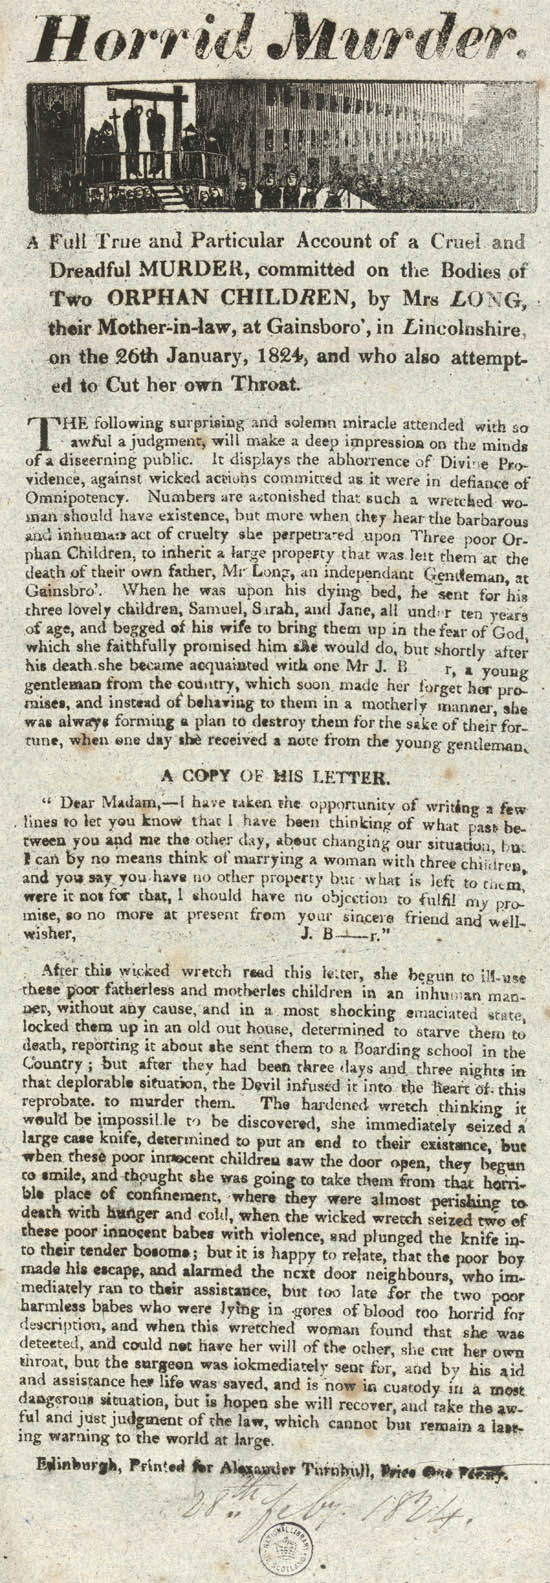 Horrid Murder.
A Full True and Particular Account of a Cruel and
Dreadful MURDER, committed on the Bodies of
Two ORPHAN CHILDREN, by Mrs LONG,
their Mother-in-law, at Gainsboro', in Lincolnshire,
on the 26th January, 1824, and who also attempt-
ed to Cut her own Throat.
THE following surprising and solemn miracle attended with so
awful a judgment, will make a deep impression on the minds
of a discerning public. It displays the abhorrence of Divine Pro-
vidence, against wicked actions committed as it were in defiance of
Omnipotency. Numbers are astonished that such a wretched wo-
man should have existence, but more when they hear the barbarous
and inhuman act of cruelty she perpetrated upon Three poor Or-
phan Children, to inherit a large property that was left them at the
death of their own father, Mr Long, an independant Gentleman, at
Gainsbro'. When he was upon his dying bed, he sent for his
three lovely children, Samuel, Sarah, and Jane, all under ten years
of age, and begged of his wife to bring them up in the fear of God,
which she faithfully promised him she would do, but shortly after
his death she became acquainted with one Mr J. B r, a young
gentleman from the country, which soon made her forget her pro-
mises, and instead of behaving to them in a motherly manner, she
was always forming a plan to destroy them for the sake of their for-
tune, when one day she received a note from the young gentleman.
A COPY OF HIS LETTER.
" Dear Madam,—I have taken the opportunity of writing a few
lines to let you know that I have been thinking of what past be-
tween you and me the other day, about changing our situation, but
I can by no means think of marrying a woman with three children,
and you say you have no other property but what is left to them,
were it not for that, I should have no objection to fulfil my pro-
mise, so no more at present from your sincere friend and well-
wisher, J. B——r."
After this wicked wretch read this letter, she begun to ill-use
these poor fatherless and motherles children in an inhuman man-
ner, without any cause, and in a most shocking emaciated state,
locked them up in an old out house, determined to starve them to
death, reporting it about she sent them to a Boarding school in the
Country ; but after they had been three days and three nights in
that deplorable situation, the Devil infused it into the heart of this
reprobate. to murder them. The hardened wretch thinking it
would be impossible to be discovered, she immediately seized a
large case knife, determined to put an end to their existance, but
when these poor innocent children saw the door open, they begun
to smile, and thought she was going to take them from that horri-
ble place of confinement, where they were almost perishing to
death with hunger and cold, when the wicked wretch seized two of
these poor innocent babes with violence, and plunged the knife in-
to their tender bosoms; but it is happy to relate, that the poor boy
made his escape, and alarmed the next door neighbours, who im-
mediately ran to their assistance, but too late for the two poor
harmless babes who were lying in gores of blood too horrid for
description, and when this wretched woman found that she was
detected, and could not have her will of the other, she cut her own
throat, but the surgeon was iokmediately sent for, and by his aid
and assistance her life was saved, and is now in custody in a most
dangerous situation, but is hopen she will recover, and take the aw-
ful and just judgment of the law, which cannot but remain a last-
ing warning to the world at large.
Edinburgh, Printed for Alexander Turnbull, Price One Penny.
28th feby. 1824.
NATIONAL LIBRARY OF SCOTLAND